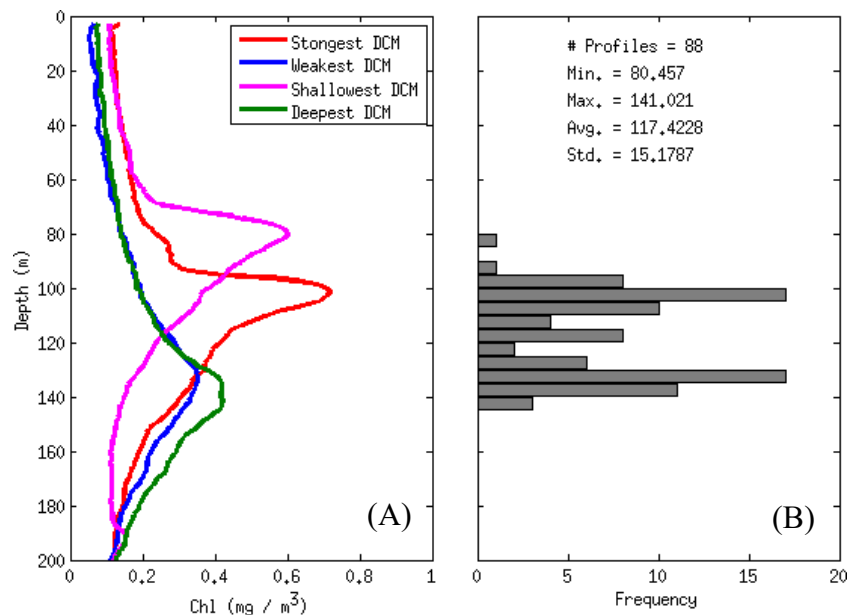 Stongest DCM
Weakest DCM
Shallowest DCM
Deepest DCM
0
20
40
60
80
100
120
140
160
180
200
Depth (m)
0
0.2
0.4
0.6
0.8
1
Chl (mg / m³)
(A)
# Profiles = 88
Min. = 80.457
Max. = 141.021
Avg. = 117.4228
Std. = 15.1787
0
5
10
15
20
Frequency
(B)